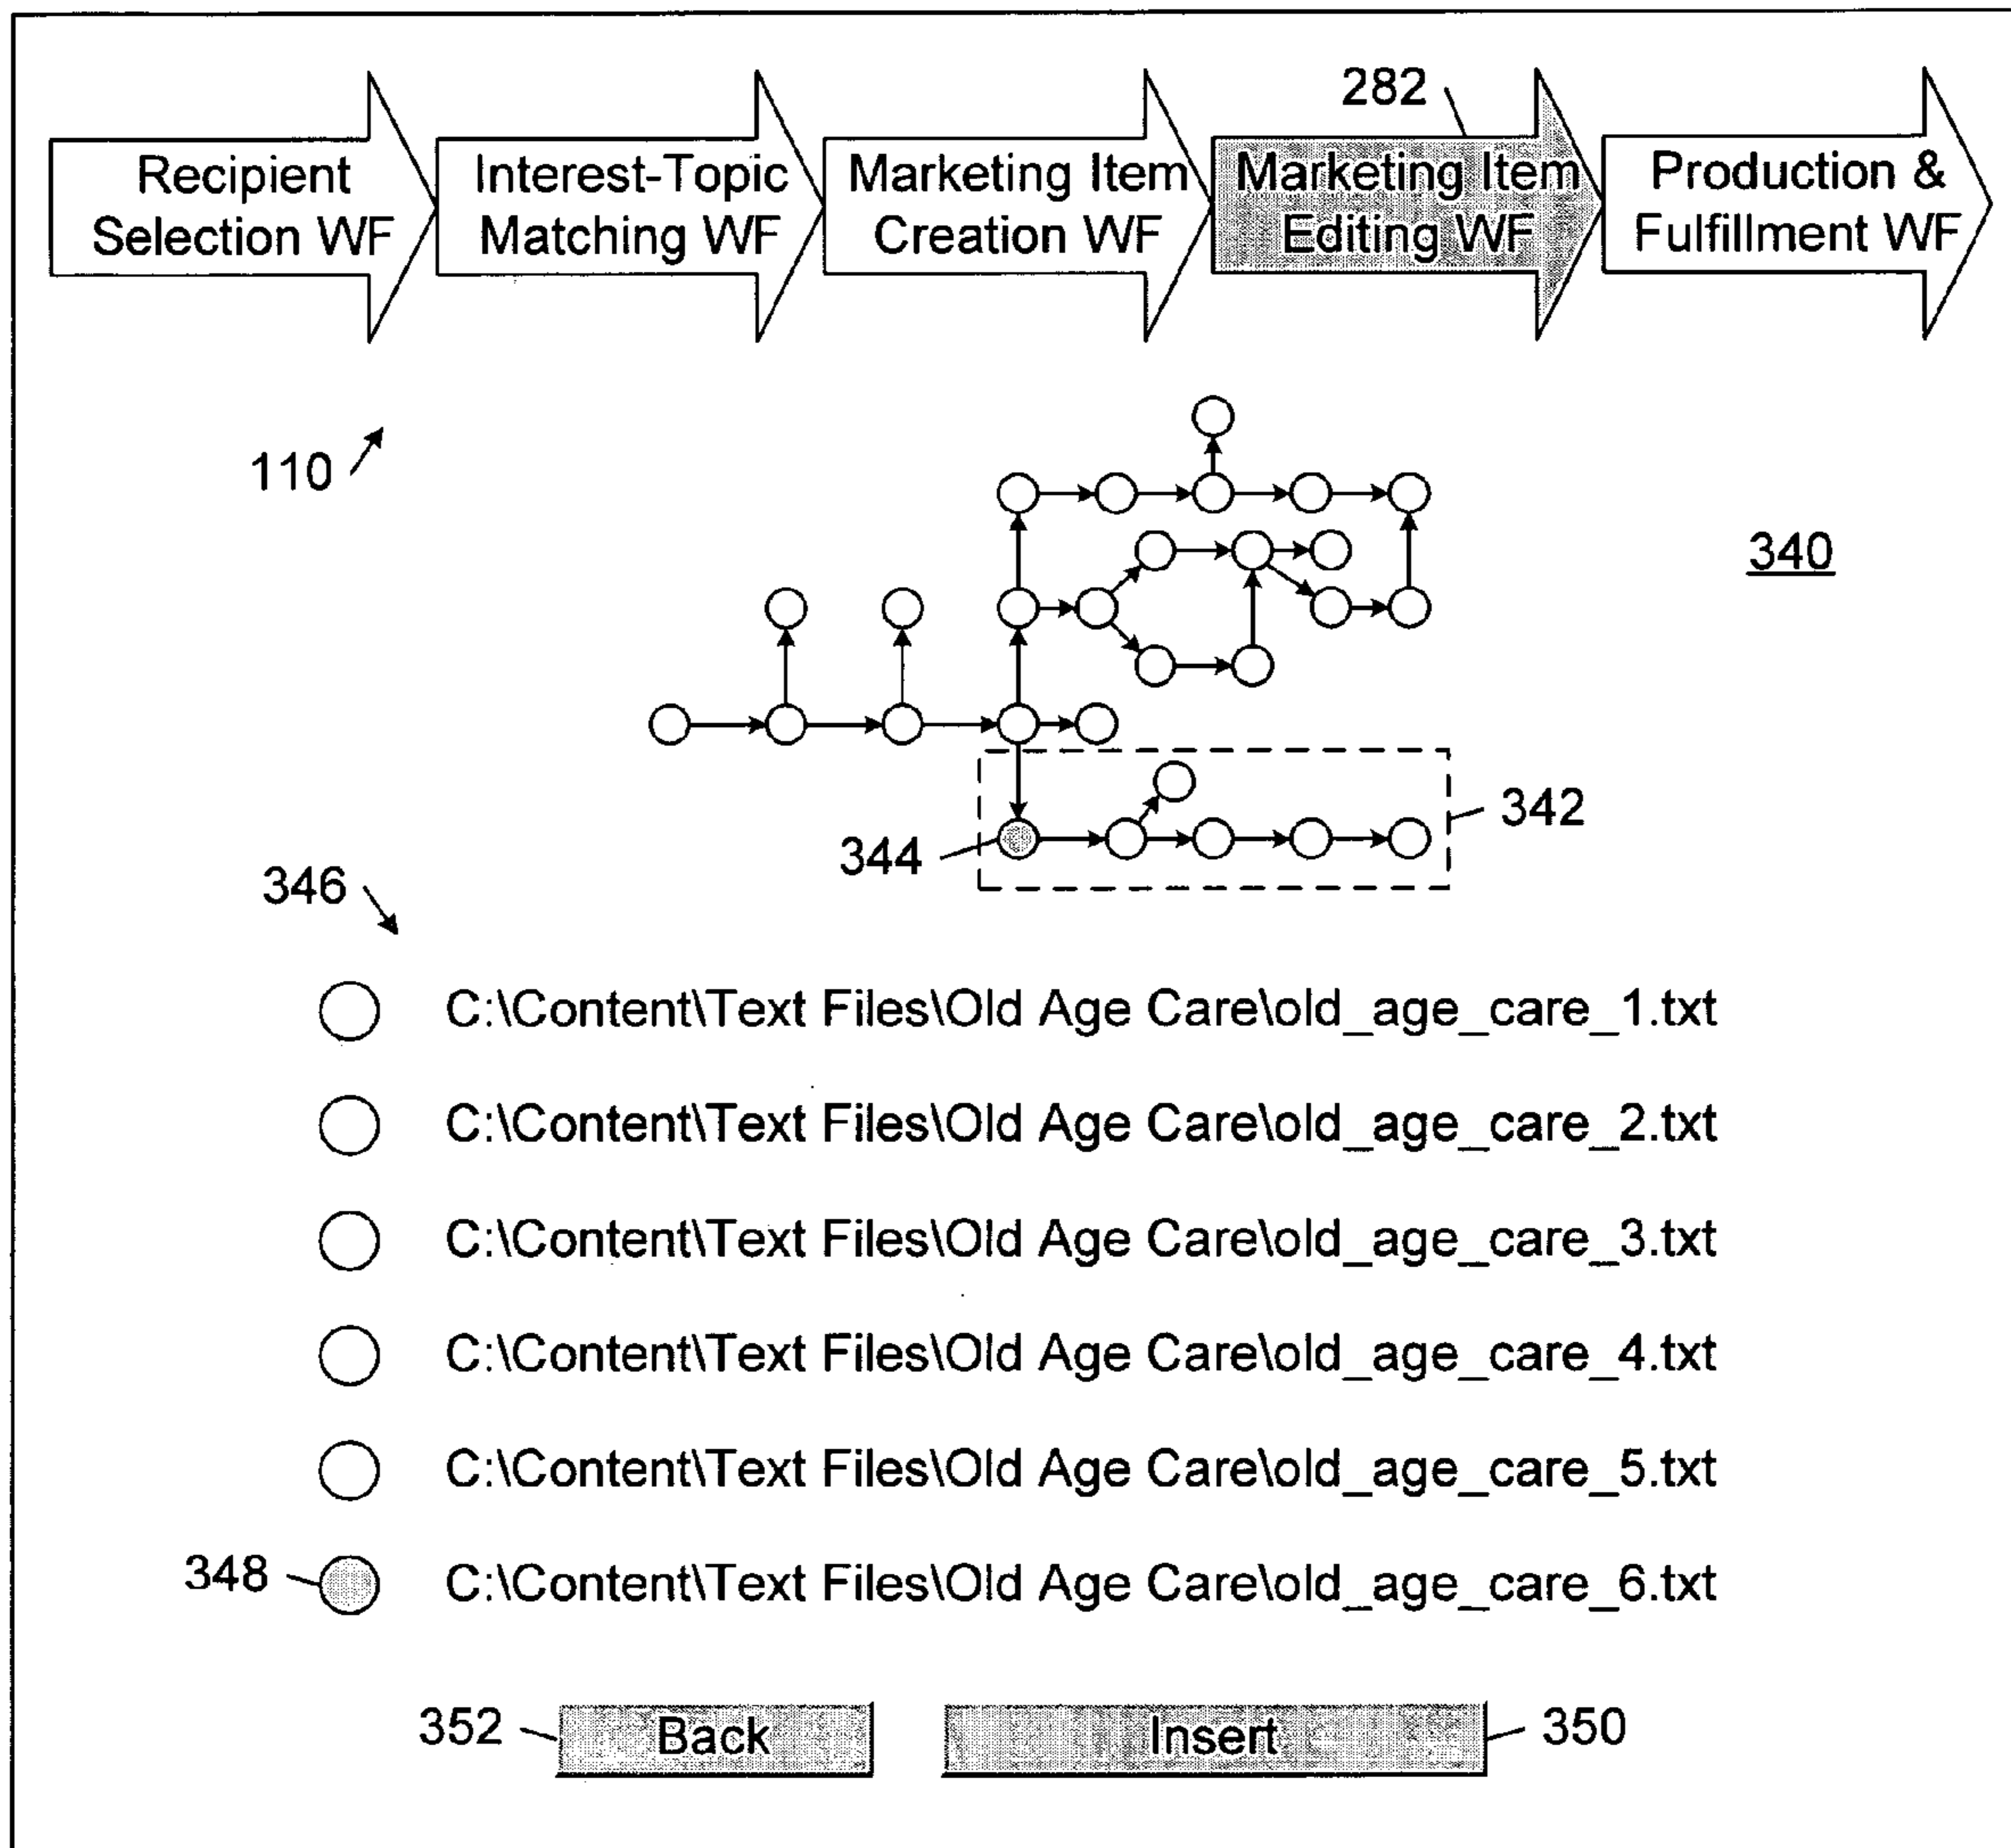 282
Recipient
Selection WF
Interest-Topic
Matching WF
Marketing Item
Creation WF
Marketing Item
Editing WF
Production &
Fulfillment WF
110
340
342
344
346
C:\Content\Text Files\Old Age Care\old_age_care_1.txt
C:\Content\Text Files\Old Age Care\old_age_care_2.txt
C:\Content\Text Files\Old Age Care\old_age_care_3.txt
C:\Content\Text Files\Old Age Care\old_age_care_4.txt
C:\Content\Text Files\Old Age Care\old_age_care_5.txt
348 C:\Content\Text Files\Old Age Care\old_age_care_6.txt
352 Back Insert 350